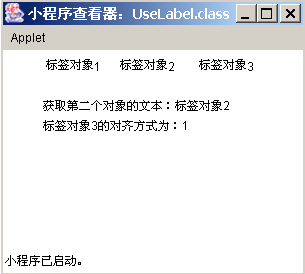 小程序查看器：UseLabel.class
Applet
标签对象1 标签对象2 标签对象3
获取第二个对象的文本：标签对象2
标签对象3的对齐方式为：1
小程序已启动。